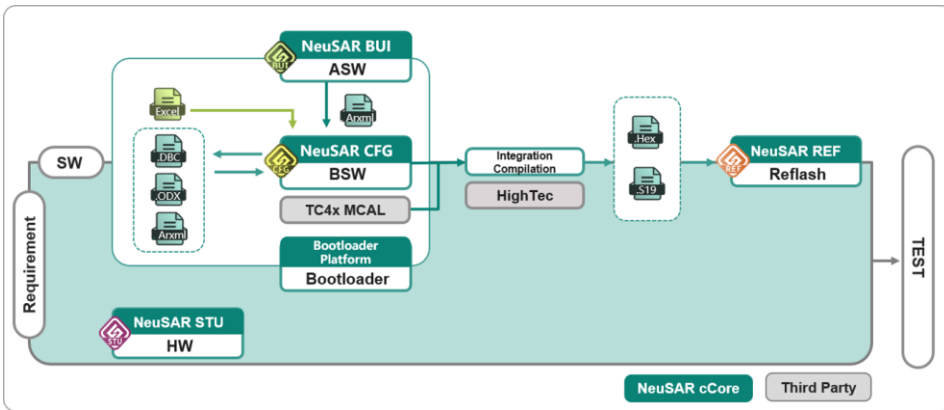 NeuSAR BUI
BUI
ASW
Excel
Arxml
.DBC
NeuSAR CFG
CFG
BSW
Integration
Compilation
.Hex
NeuSAR REF
REF
Reflash
SW
.ODX
TC4x MCAL
HighTec
.S19
Arxml
Bootloader
Platform
Bootloader
Requirement
TEST
NeuSAR STU
STU
HW
NeuSAR cCore
Third Party